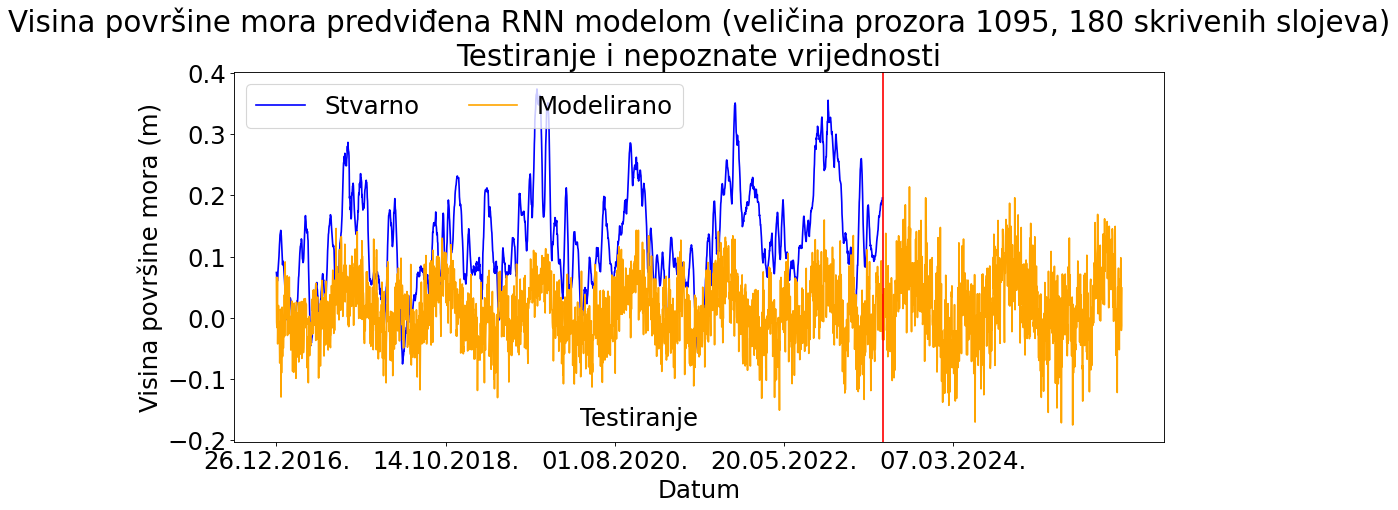 Visina površine mora predviđena RNN modelom (veličina prozora 1095, 180 skrivenih slojeva)
Testiranje i nepoznate vrijednosti
Stvarno
Modelirano
Visina površine mora (m)
0.4
0.3
0.2
0.1
0.0
−0.1
−0.2
Testiranje
26.12.2016.
14.10.2018.
01.08.2020.
20.05.2022.
07.03.2024.
Datum